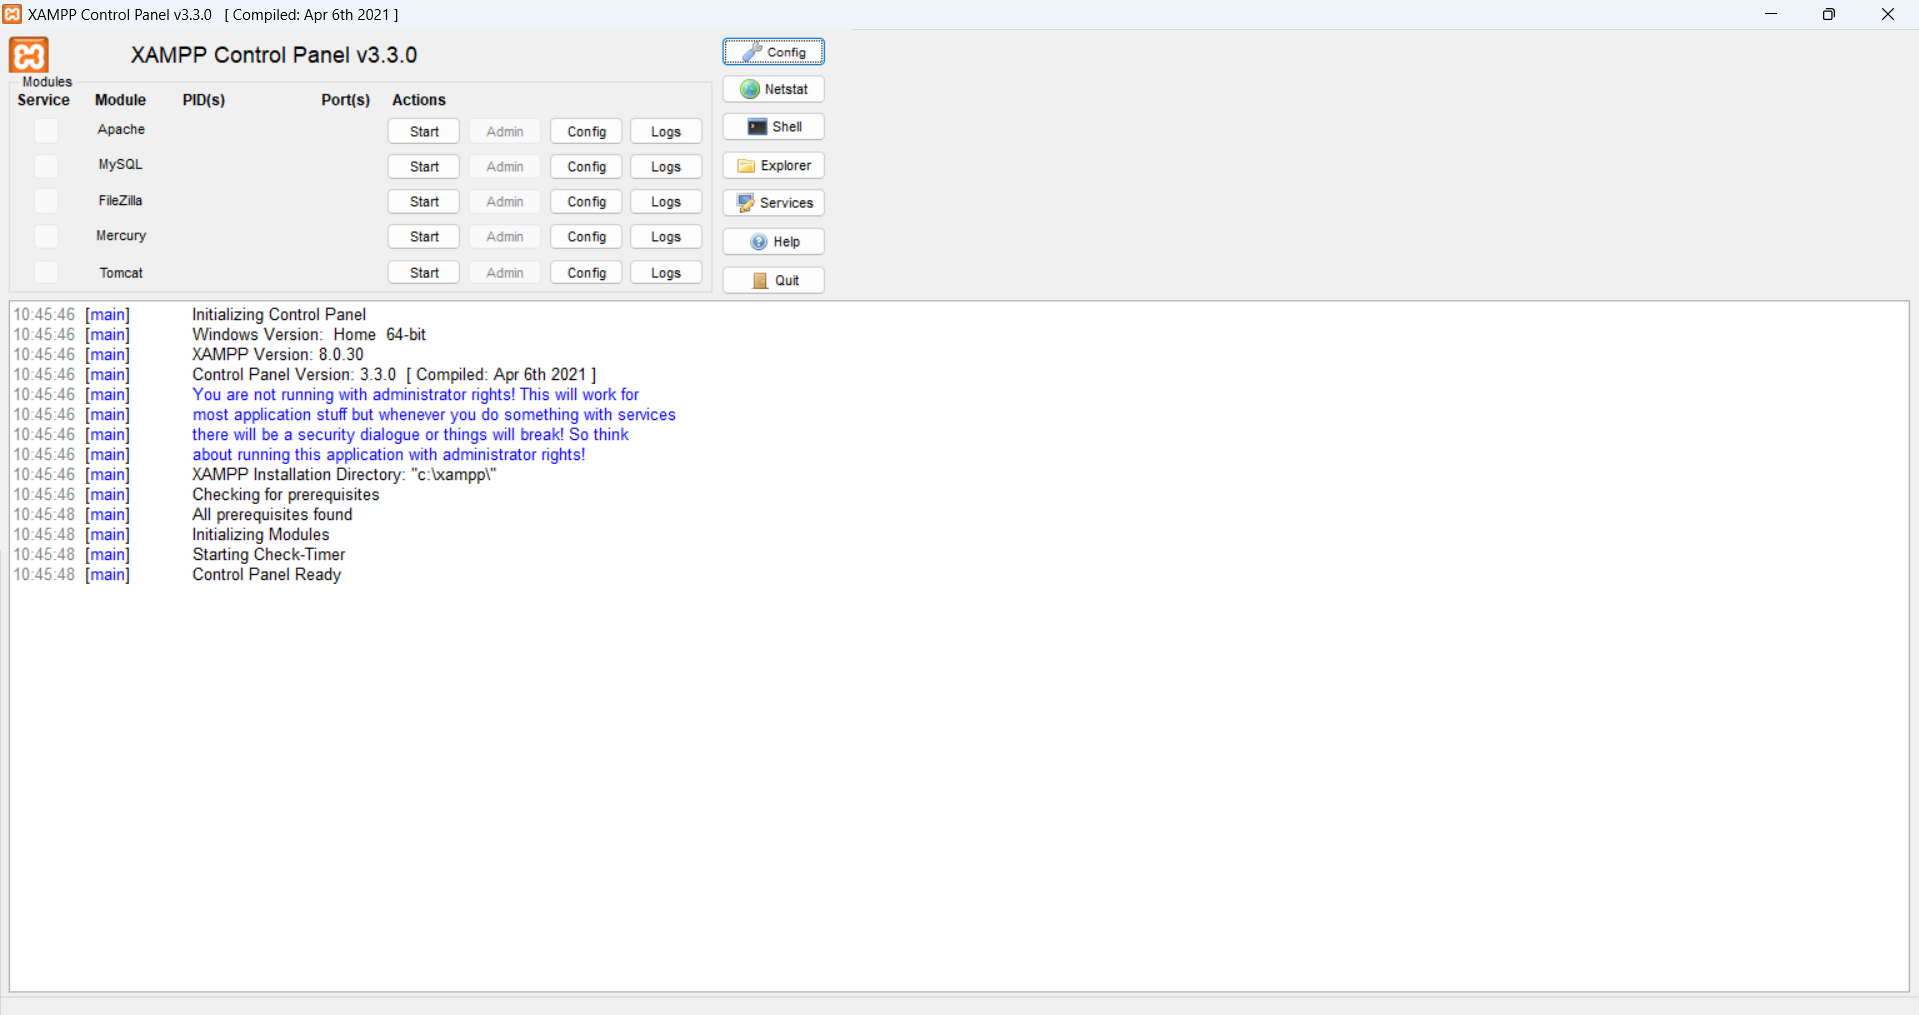 XAMPP Control Panel v3.3.0 [ Compiled: Apr 6th 2021 ]
XAMPP Control Panel v3.3.0
Config
Modules
Service Module PID(s) Port(s) Actions
Netstat
Apache Start Admin Config Logs
Shell
MySQL Start Admin Config Logs
Explorer
FileZilla Start Admin Config Logs
Services
Mercury Start Admin Config Logs
Help
Tomcat Start Admin Config Logs
Quit
10:45:46 [main] Initializing Control Panel
10:45:46 [main] Windows Version: Home 64-bit
10:45:46 [main] XAMPP Version: 8.0.30
10:45:46 [main] Control Panel Version: 3.3.0 [ Compiled: Apr 6th 2021 ]
10:45:46 [main] You are not running with administrator rights! This will work for
10:45:46 [main] most application stuff but whenever you do something with services
10:45:46 [main] there will be a security dialogue or things will break! So think
10:45:46 [main] about running this application with administrator rights!
10:45:46 [main] XAMPP Installation Directory: "c:\xampp\"
10:45:46 [main] Checking for prerequisites
10:45:48 [main] All prerequisites found
10:45:48 [main] Initializing Modules
10:45:48 [main] Starting Check-Timer
10:45:48 [main] Control Panel Ready